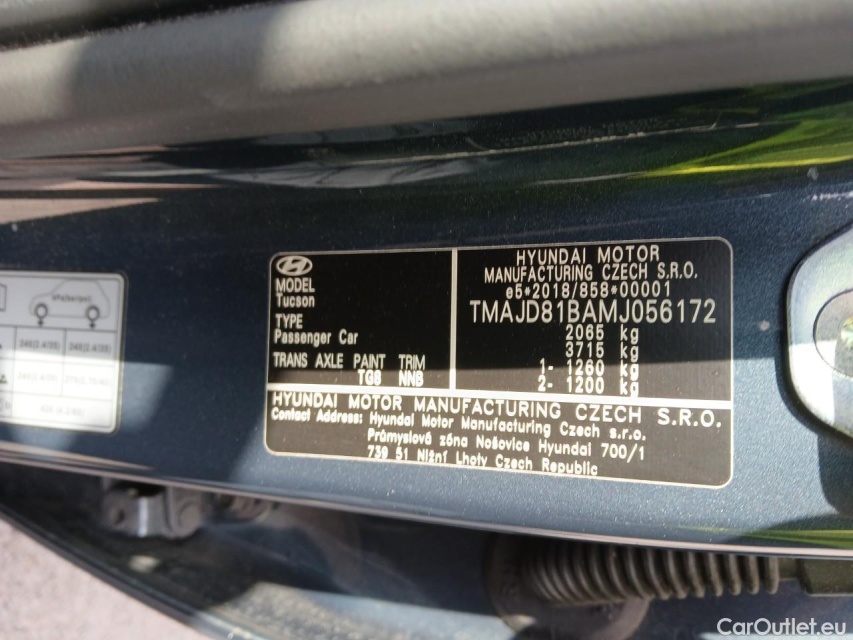 HYUNDAI MOTOR
MANUFACTURING CZECH S.R.O.
e5*2018/858*00001
TMAJD81BAMJ056172
2065 kg
3715 kg
1- 1260 kg
2- 1200 kg
MODEL
Tucson
TYPE
Passenger Car
TRANS AXLE PAINT TRIM
TG8 NNB
HYUNDAI MOTOR MANUFACTURING CZECH S.R.O.
Contact Address: Hyundai Motor Manufacturing Czech s.r.o.
Průmyslová zóna Nošovice Hyundai 700/1
739 51 Nižní Lhoty Czech Republic
CarOutlet.eu